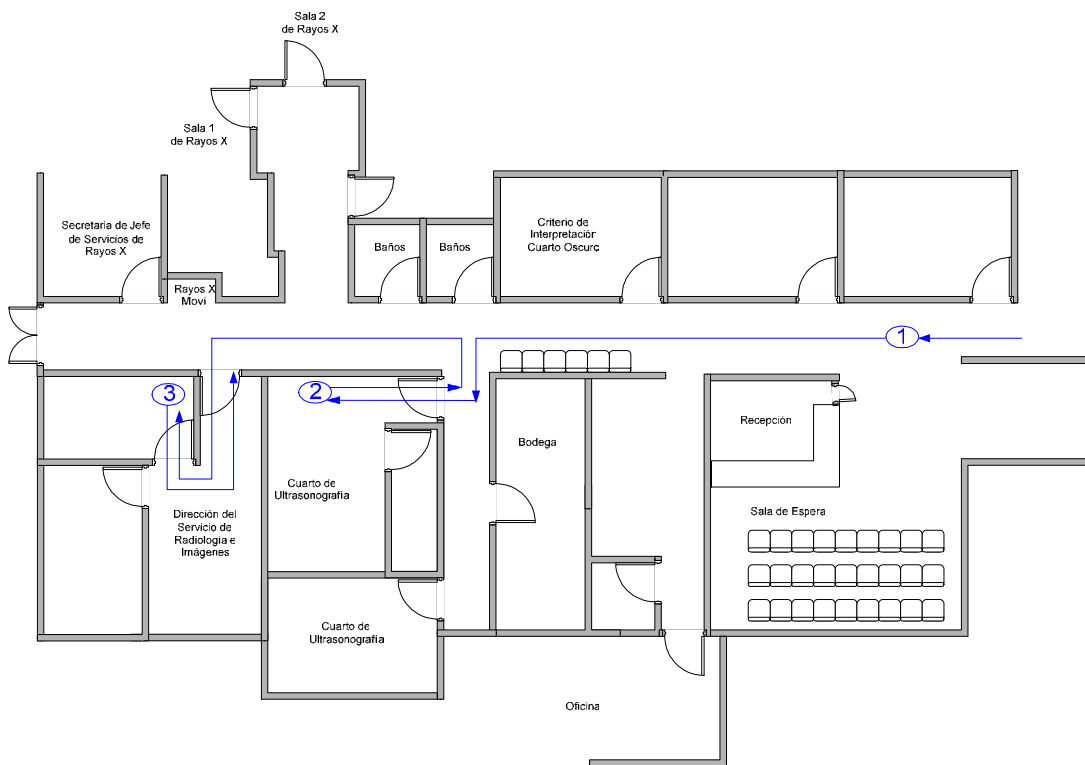 Sala 2
de Rayos X
Sala 1
de Rayos X
Secretaria de Jefe
de Servicios de
Rayos X
Rayos X
Movi
Baños
Baños
Criterio de
Interpretación
Cuarto Oscuro
1
2
3
Recepción
Bodega
Cuarto de
Ultrasonografía
Sala de Espera
Dirección del
Servicio de
Radiología e
Imágenes
Cuarto de
Ultrasonografía
Oficina